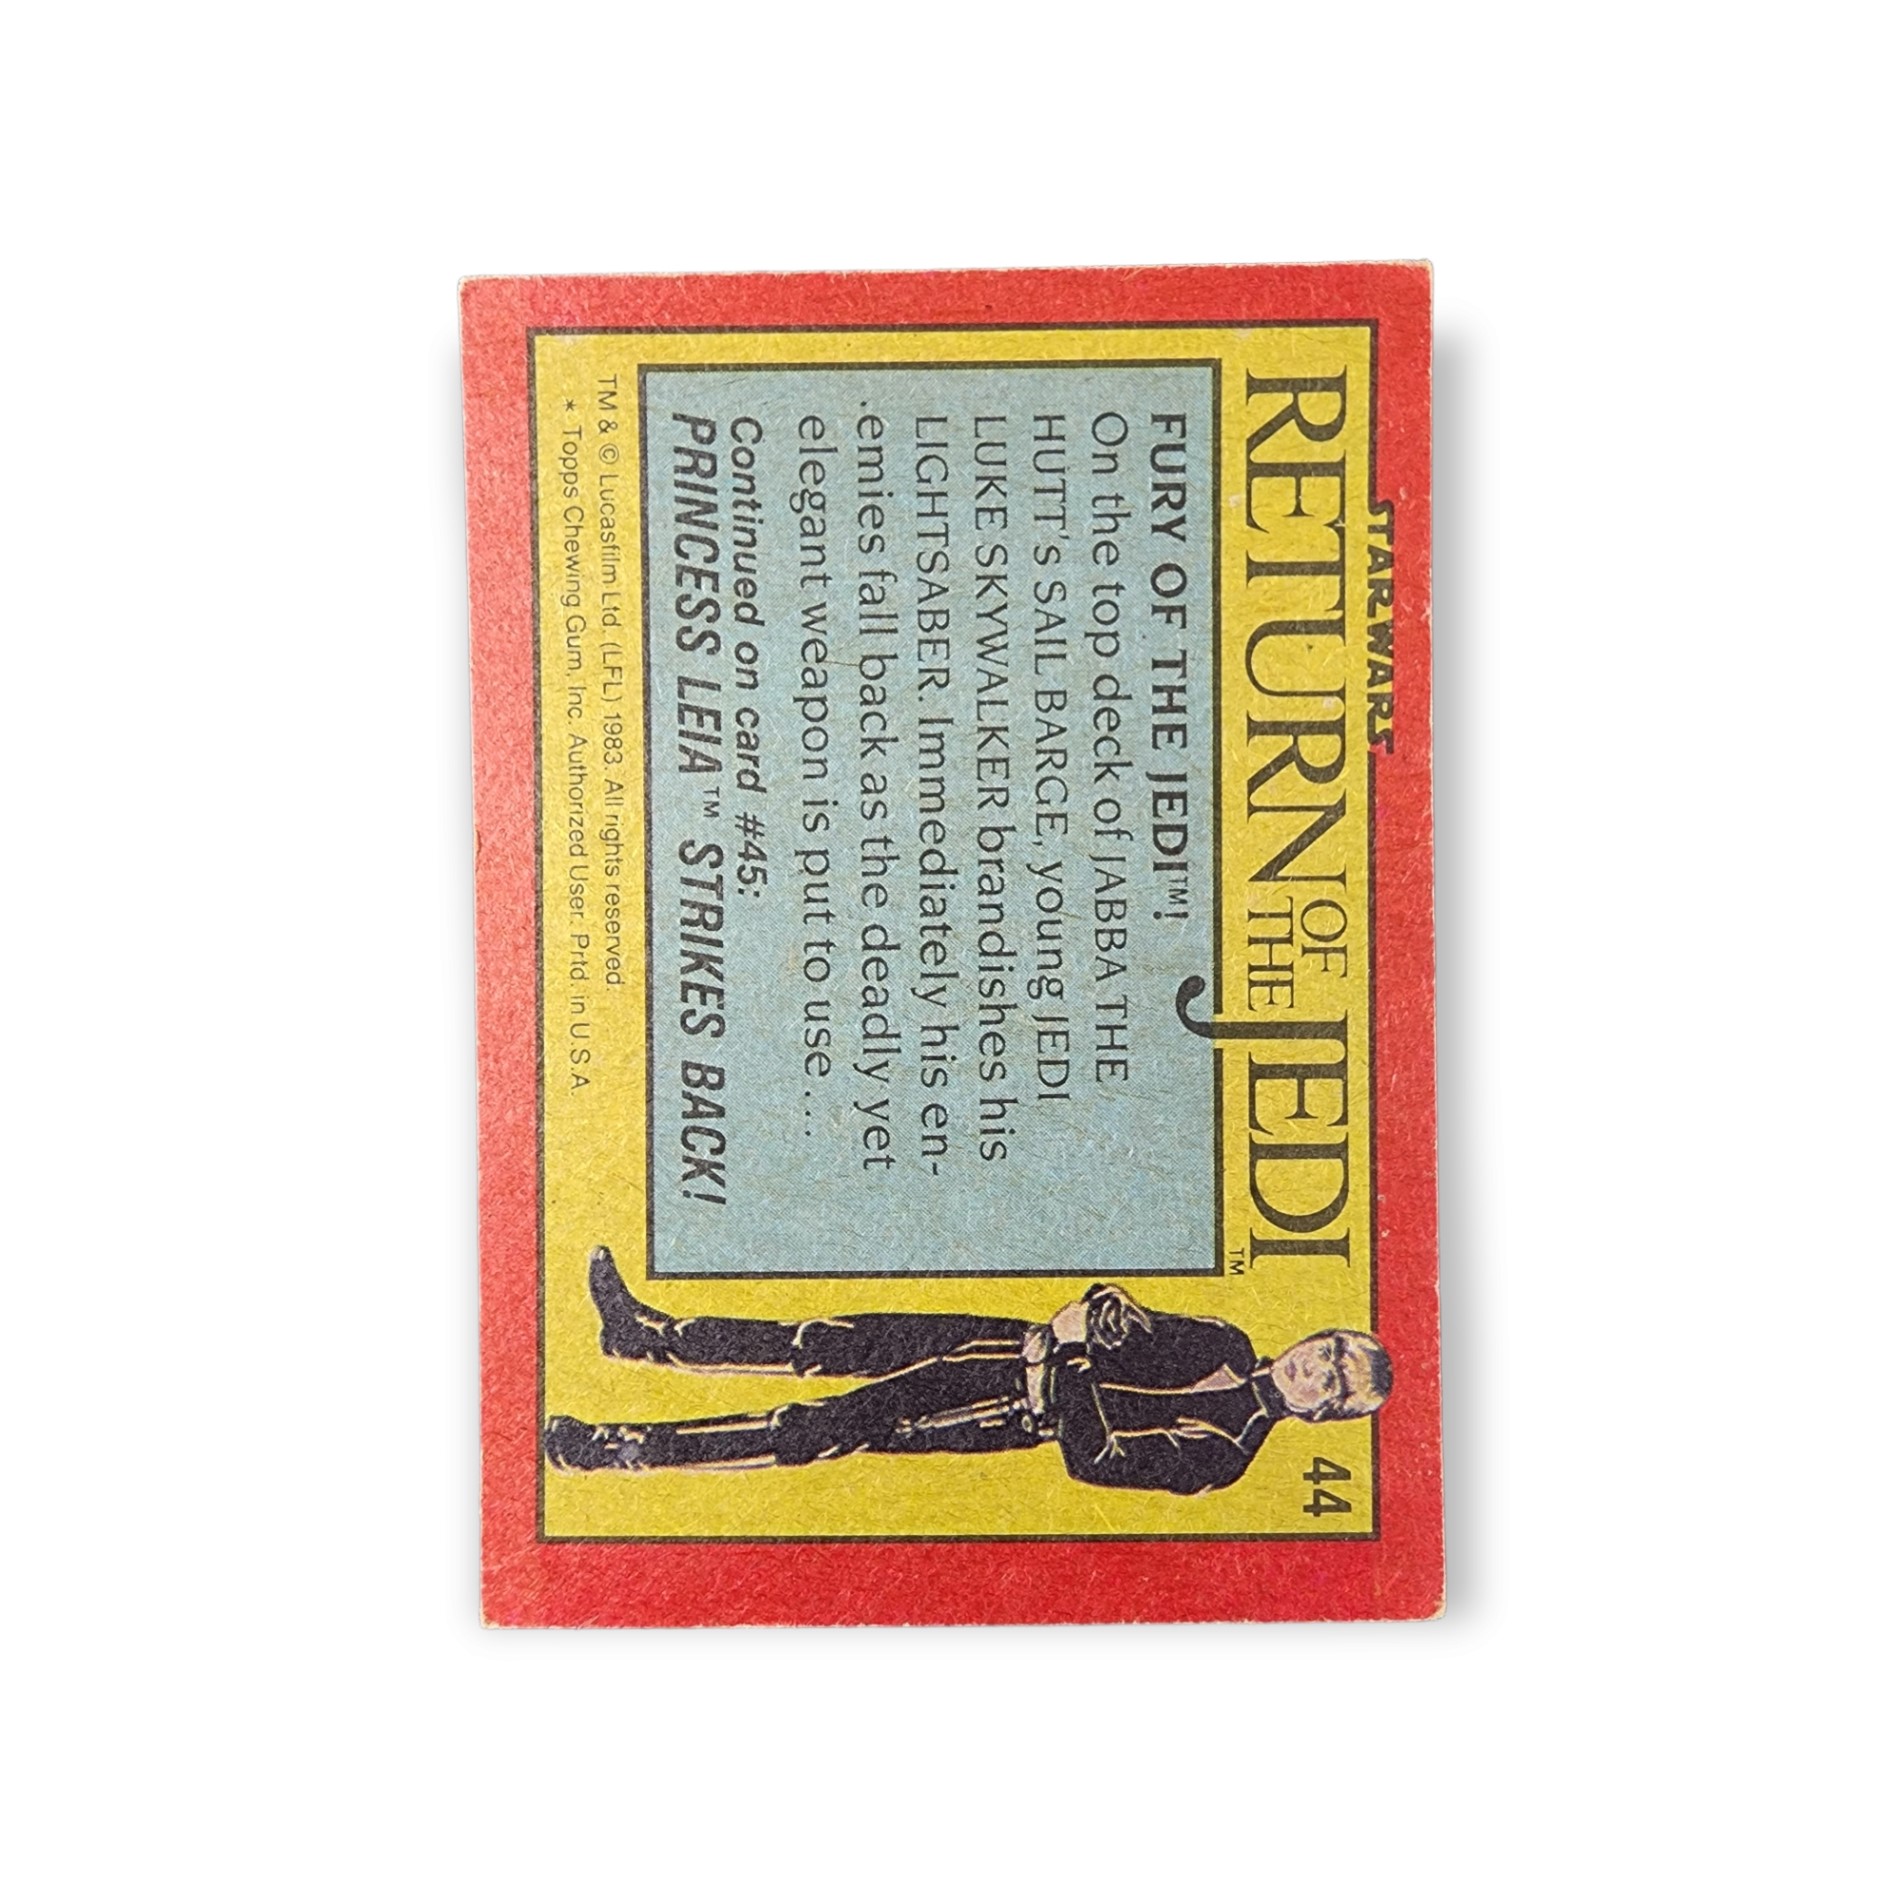 STAR WARS
RETURN OF THE JEDI™
44
FURY OF THE JEDI™!
On the top deck of JABBA THE
HUTT's SAIL BARGE, young JEDI
LUKE SKYWALKER brandishes his
LIGHTSABER. Immediately his en-
emies fall back as the deadly yet
elegant weapon is put to use...
Continued on card #45:
PRINCESS LEIA™ STRIKES BACK!
TM & © Lucasfilm Ltd. (LFL) 1983. All rights reserved.
* Topps Chewing Gum, Inc. Authorized User. Prtd. in U.S.A.